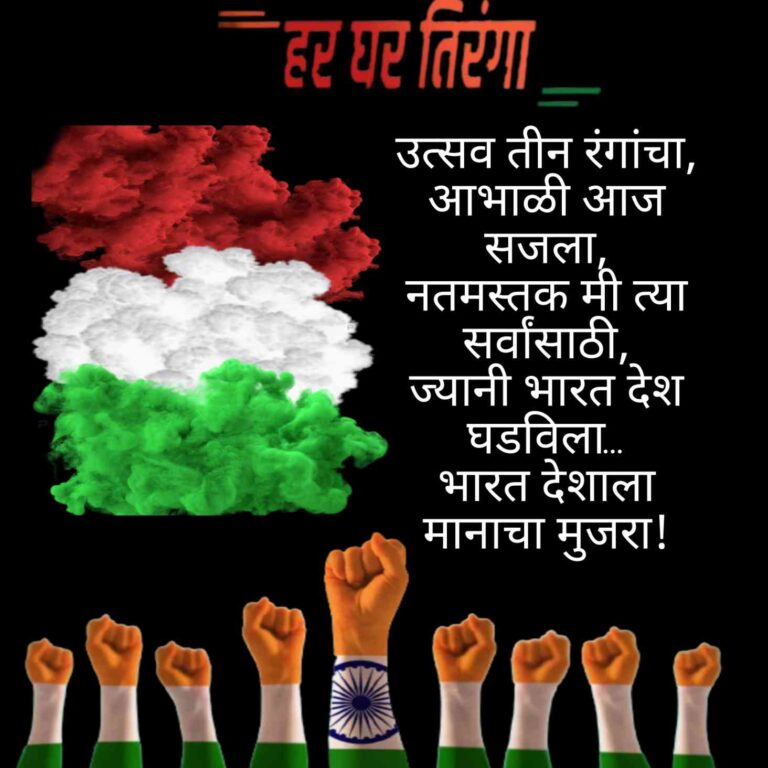 हर घर तिरंगा
उत्सव तीन रंगांचा,
आभाळी आज
सजला,
नतमस्तक मी त्या
सर्वांसाठी,
ज्यानी भारत देश
घडविला...
भारत देशाला
मानाचा मुजरा!